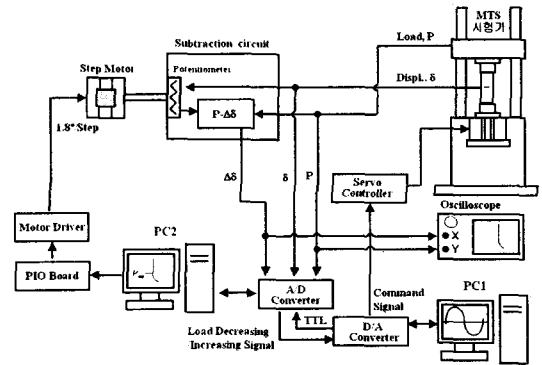 MTS
시험기
Load, P
Subtraction circuit
Step Motor
Potentiometer
Displ. δ
P-Δδ
1.8° Step
Δδ
δ
P
Servo
Controller
Oscilloscope
X
Y
Motor Driver
PC2
PIO Board
A/D
Converter
Command
Signal
PC1
TTL
Load Decreasing
Increasing Signal
D/A
Converter